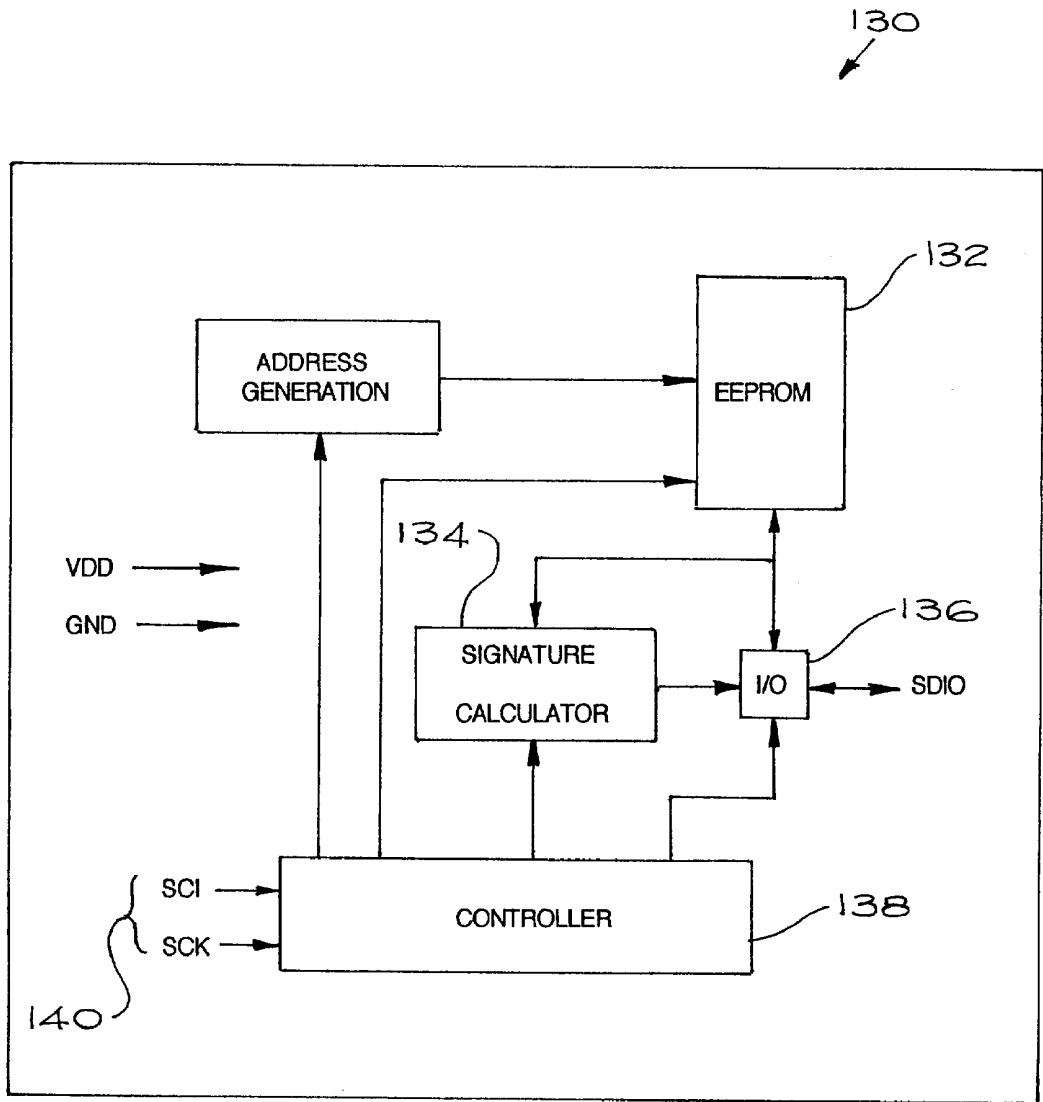 130
132
ADDRESS
GENERATION
EEPROM
134
VDD
GND
136
SIGNATURE
CALCULATOR
I/O
SDIO
SCI
SCK
CONTROLLER
138
140